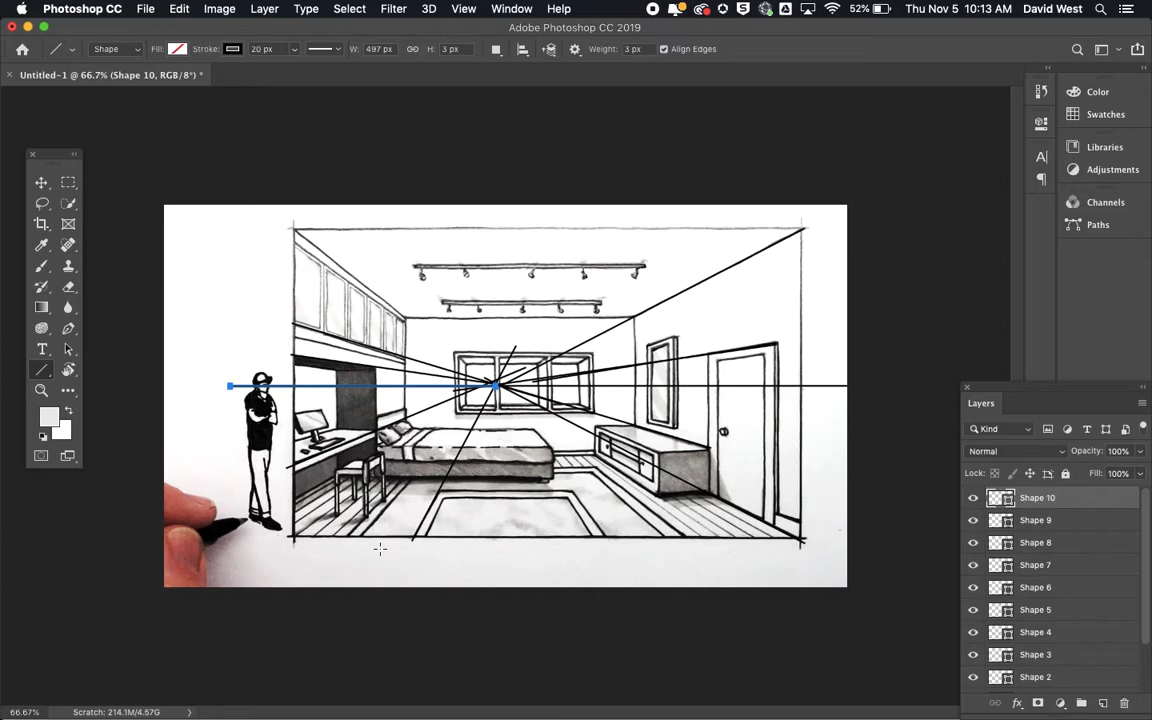 Photoshop CC File Edit Image Layer Type Select Filter 3D View Window Help 52% Thu Nov 5 10:13 AM David West
Adobe Photoshop CC 2019
Shape Fill: Stroke: 20 px W: 497 px H: 3 px Weight: 3 px Align Edges
Untitled-1 @ 66.7% (Shape 10, RGB/8*) *
Color
Swatches
Libraries
Adjustments
Channels
Paths
Layers
Kind
Normal Opacity: 100%
Lock: Fill: 100%
Shape 10
Shape 9
Shape 8
Shape 7
Shape 6
Shape 5
Shape 4
Shape 3
Shape 2
66.67% Scratch: 214.1M/4.57G